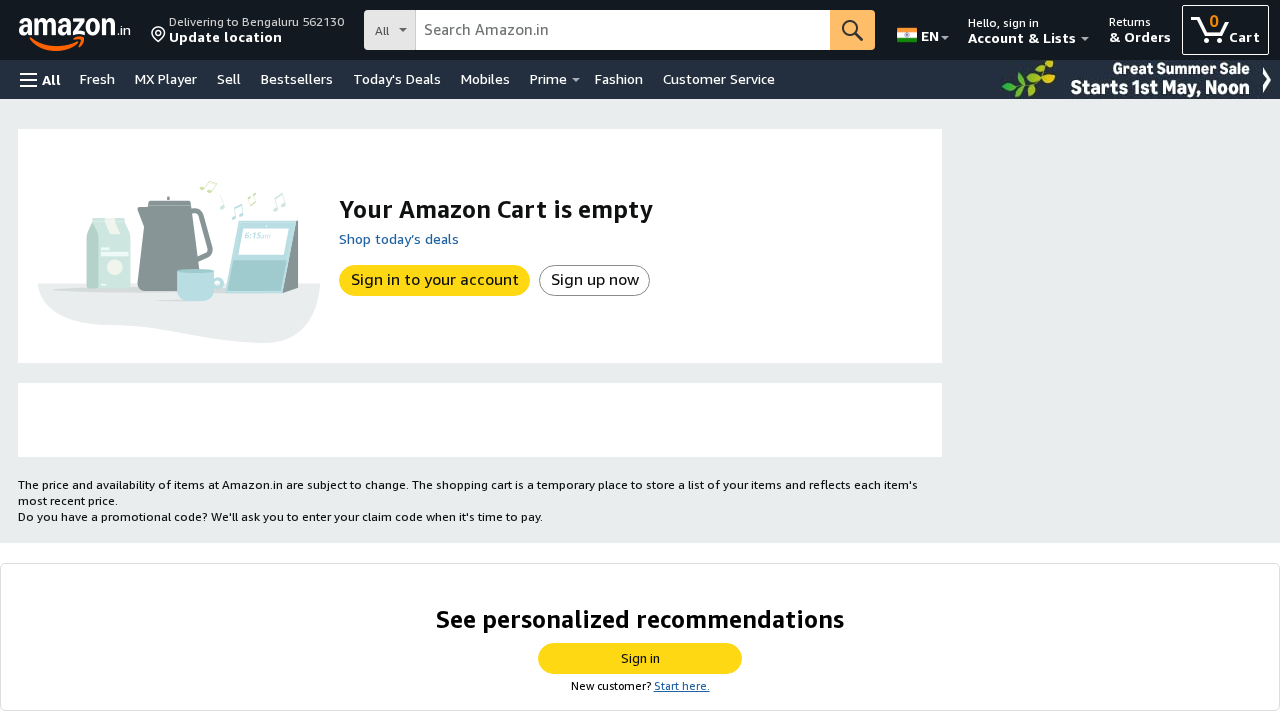 amazon.in
Delivering to Bengaluru 562130
Update location
All
Search Amazon.in
EN
Hello, sign in
Account & Lists
Returns
& Orders
0
Cart
All
Fresh
MX Player
Sell
Bestsellers
Today's Deals
Mobiles
Prime
Fashion
Customer Service
Great Summer Sale
Starts 1st May, Noon
6:15am
Your Amazon Cart is empty
Shop today's deals
Sign in to your account
Sign up now
The price and availability of items at Amazon.in are subject to change. The shopping cart is a temporary place to store a list of your items and reflects each item's
most recent price.
Do you have a promotional code? We'll ask you to enter your claim code when it's time to pay.
See personalized recommendations
Sign in
New customer? Start here.